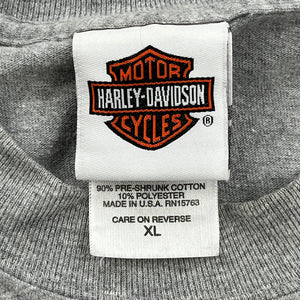 MOTOR
HARLEY-DAVIDSON
®
CYCLES
90% PRE-SHRUNK COTTON
10% POLYESTER
MADE IN U.S.A. RN15763
CARE ON REVERSE
XL